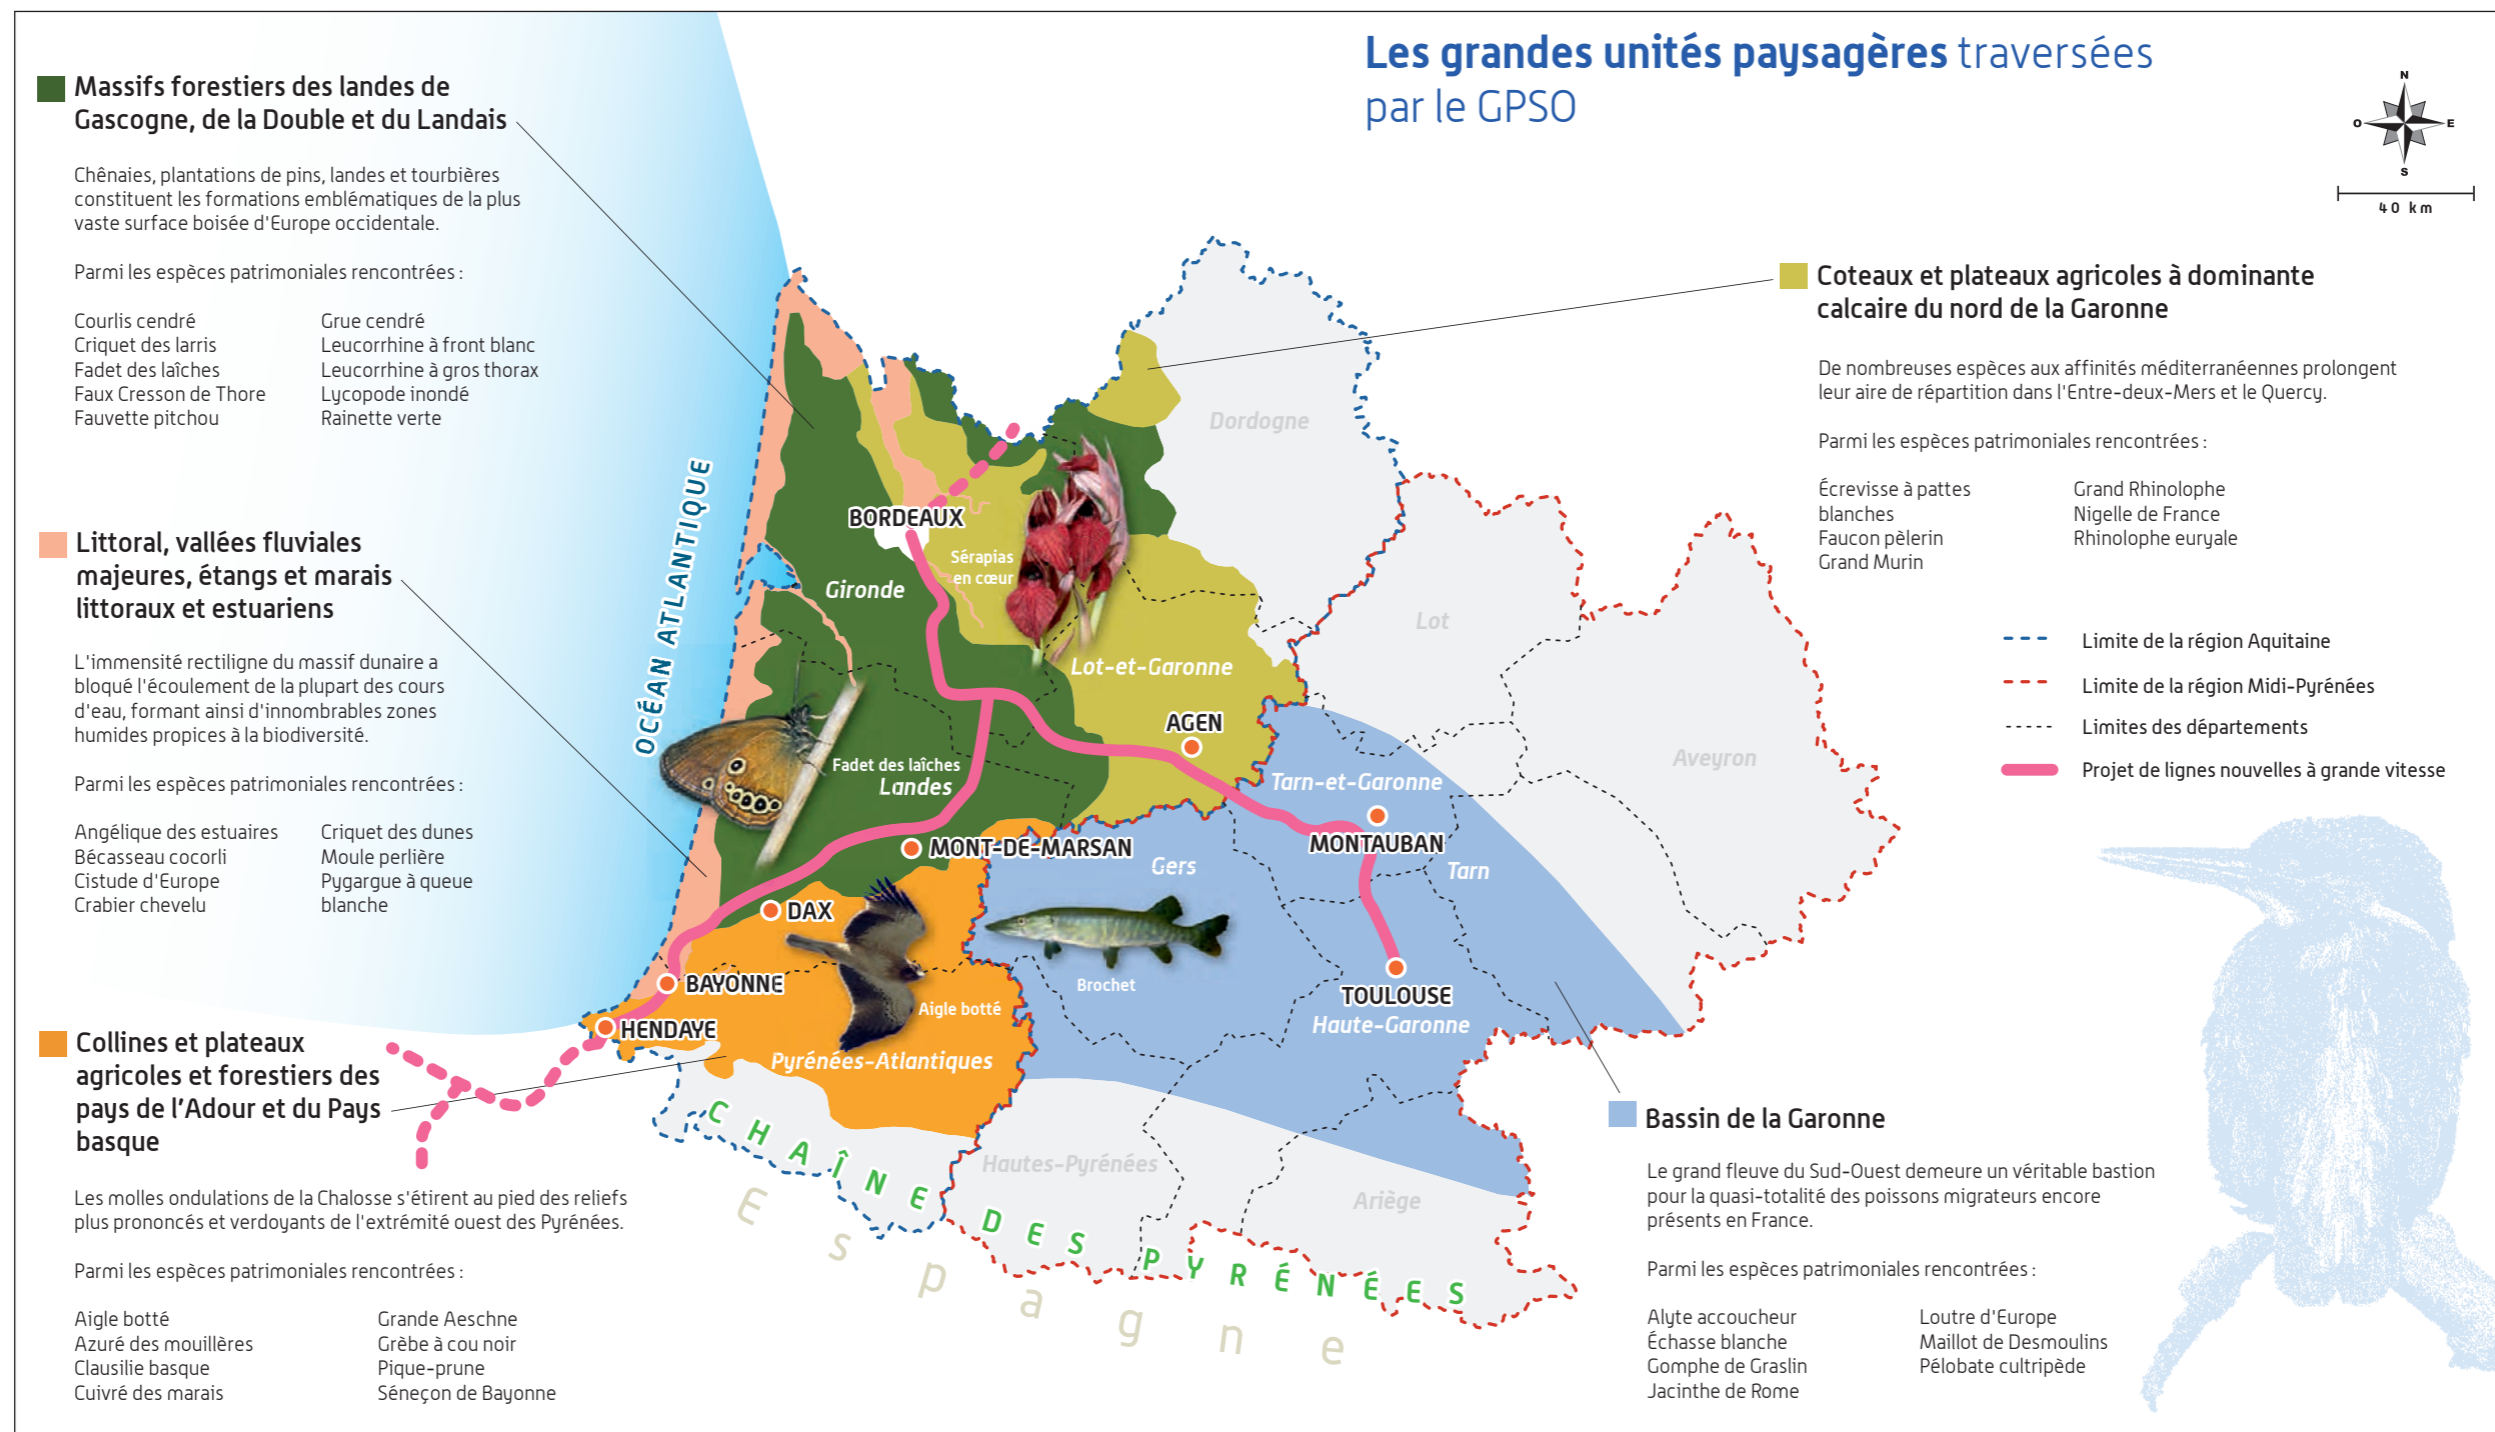 Les grandes unités paysagères traversées
par le GPSO
N
O
E
S
40 km
Massifs forestiers des landes de
Gascogne, de la Double et du Landais
Chênaies, plantations de pins, landes et tourbières
constituent les formations emblématiques de la plus
vaste surface boisée d'Europe occidentale.
Parmi les espèces patrimoniales rencontrées :
Courlis cendré
Criquet des larris
Fadet des laîches
Faux Cresson de Thore
Fauvette pitchou
Grue cendré
Leucorrhine à front blanc
Leucorrhine à gros thorax
Lycopode inondé
Rainette verte
Littoral, vallées fluviales
majeures, étangs et marais
littoraux et estuariens
L'immensité rectiligne du massif dunaire a
bloqué l'écoulement de la plupart des cours
d'eau, formant ainsi d'innombrables zones
humides propices à la biodiversité.
Parmi les espèces patrimoniales rencontrées :
Angélique des estuaires
Bécasseau cocorli
Cistude d'Europe
Crabier chevelu
Criquet des dunes
Moule perlière
Pygargue à queue
blanche
Collines et plateaux
agricoles et forestiers des
pays de l'Adour et du Pays
basque
Les molles ondulations de la Chalosse s'étirent au pied des reliefs
plus prononcés et verdoyants de l'extrémité ouest des Pyrénées.
Parmi les espèces patrimoniales rencontrées :
Aigle botté
Azuré des mouillères
Clausilie basque
Cuivré des marais
Grande Aeschne
Grèbe à cou noir
Pique-prune
Séneçon de Bayonne
OCÉAN ATLANTIQUE
Dordogne
BORDEAUX
Sérapias
en cœur
Gironde
Lot
Lot-et-Garonne
AGEN
Aveyron
Fadet des laîches
Landes
Tarn-et-Garonne
MONTAUBAN
MONT-DE-MARSAN
Gers
Tarn
DAX
BAYONNE
Brochet
TOULOUSE
Aigle botté
Haute-Garonne
HENDAYE
Pyrénées-Atlantiques
Hautes-Pyrénées
Ariège
CHAÎNE DES PYRÉNÉES
Espagne
Coteaux et plateaux agricoles à dominante
calcaire du nord de la Garonne
De nombreuses espèces aux affinités méditerranéennes prolongent
leur aire de répartition dans l'Entre-deux-Mers et le Quercy.
Parmi les espèces patrimoniales rencontrées :
Écrevisse à pattes
blanches
Faucon pèlerin
Grand Murin
Grand Rhinolophe
Nigelle de France
Rhinolophe euryale
Limite de la région Aquitaine
Limite de la région Midi-Pyrénées
Limites des départements
Projet de lignes nouvelles à grande vitesse
Bassin de la Garonne
Le grand fleuve du Sud-Ouest demeure un véritable bastion
pour la quasi-totalité des poissons migrateurs encore
présents en France.
Parmi les espèces patrimoniales rencontrées :
Alyte accoucheur
Échasse blanche
Gomphe de Graslin
Jacinthe de Rome
Loutre d'Europe
Maillot de Desmoulins
Pélobate cultripède